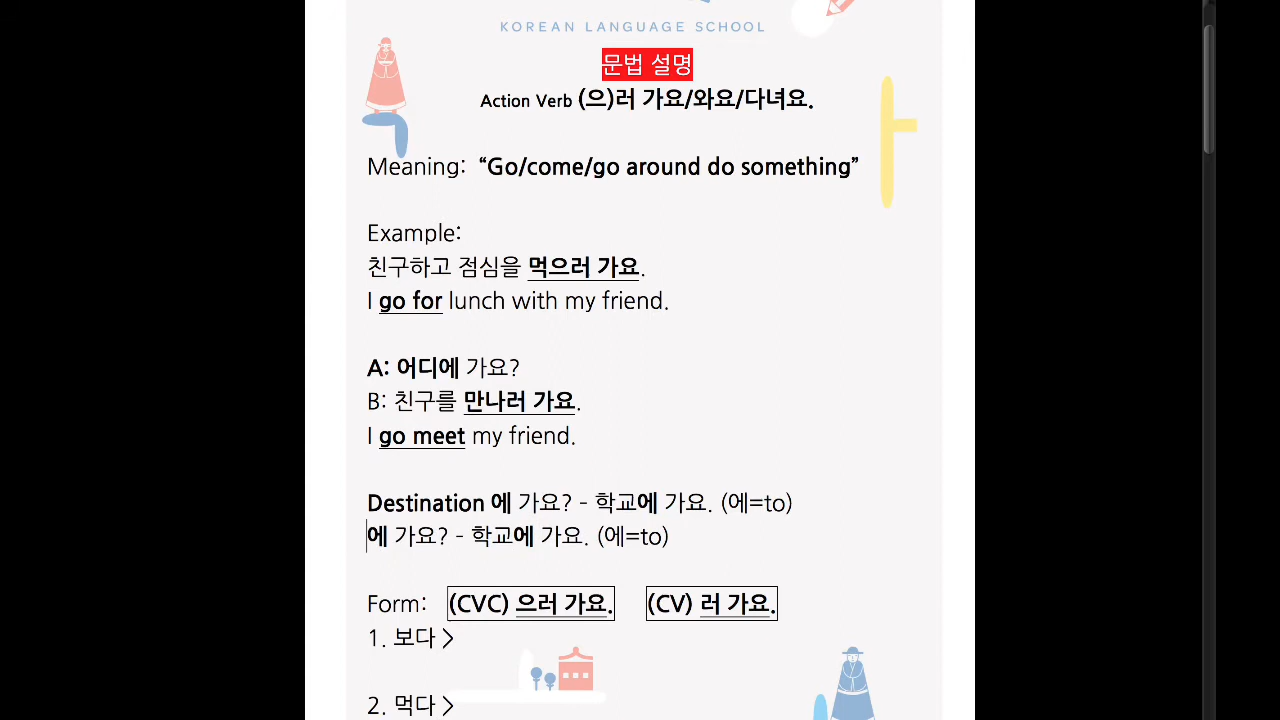 KOREAN LANGUAGE SCHOOL
문법 설명
Action Verb (으)러 가요/와요/다녀요.
Meaning: “Go/come/go around do something”
Example:
친구하고 점심을 먹으러 가요.
I go for lunch with my friend.
A: 어디에 가요?
B: 친구를 만나러 가요.
I go meet my friend.
Destination 에 가요? - 학교에 가요. (에=to)
에 가요? - 학교에 가요. (에=to)
Form: (CVC) 으러 가요. (CV) 러 가요.
1. 보다 >
2. 먹다 >